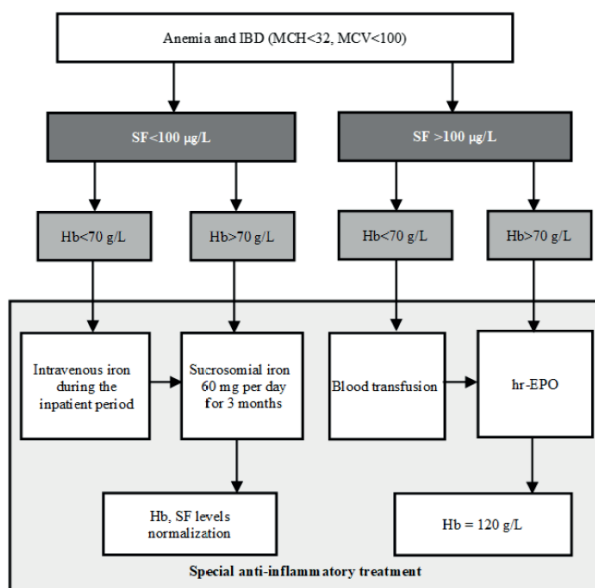 Anemia and IBD (MCH<32, MCV<100)
SF<100 µg/L
SF >100 µg/L
Hb<70 g/L
Hb>70 g/L
Hb<70 g/L
Hb>70 g/L
Intravenous iron
during the
inpatient period
Sucrosomial iron
60 mg per day
for 3 months
Blood transfusion
hr-EPO
Hb, SF levels
normalization
Hb = 120 g/L
Special anti-inflammatory treatment